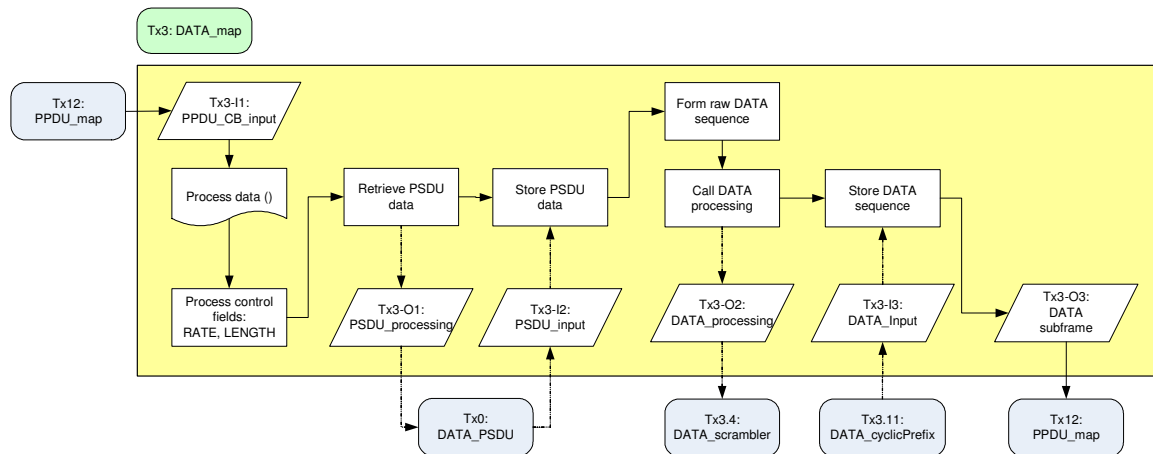 Tx3: DATA_map
Tx12:
PPDU_map
Tx3-I1:
PPDU_CB_input
Process data ()
Process control
fields:
RATE, LENGTH
Retrieve PSDU
data
Store PSDU
data
Tx3-O1:
PSDU_processing
Tx3-I2:
PSDU_input
Tx0:
DATA_PSDU
Form raw DATA
sequence
Call DATA
processing
Store DATA
sequence
Tx3-O2:
DATA_processing
Tx3-I3:
DATA_Input
Tx3-O3:
DATA
subframe
Tx3.4:
DATA_scrambler
Tx3.11:
DATA_cyclicPrefix
Tx12:
PPDU_map